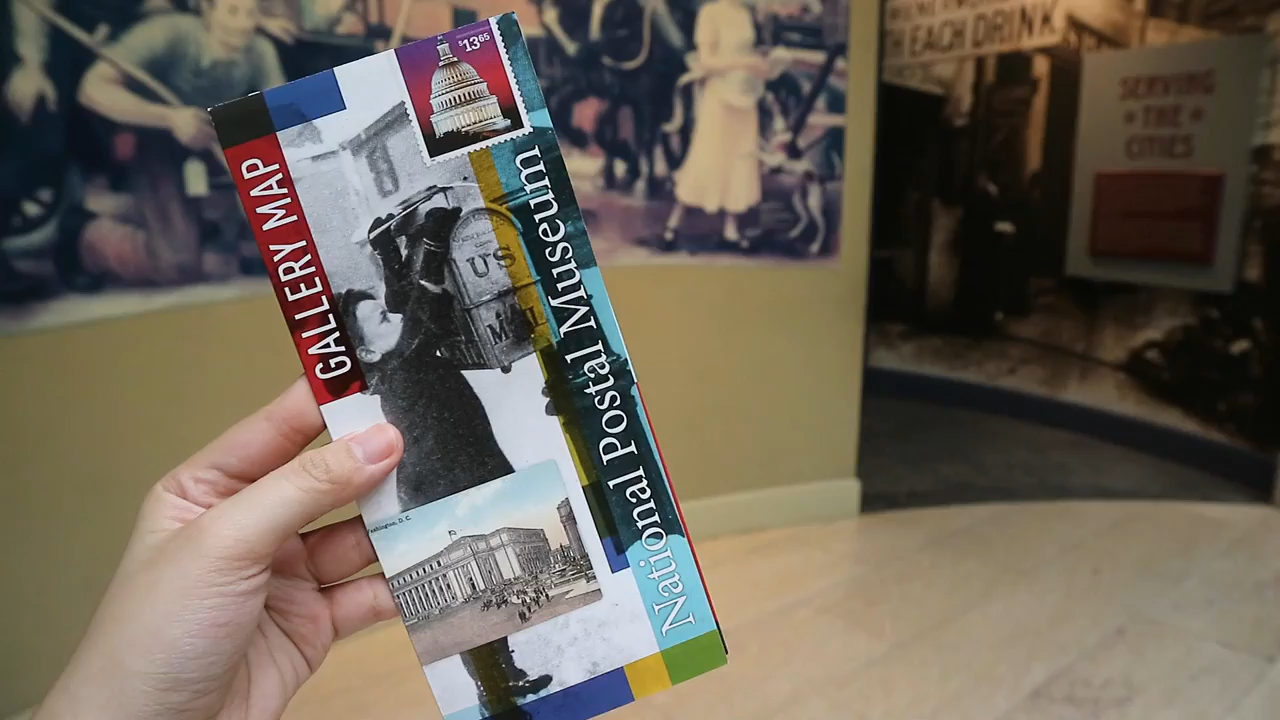 $13.65
GALLERY MAP
National Postal Museum
US
MAIL
Washington, D. C.
EACH DRINK
SERVING
THE
CITIES